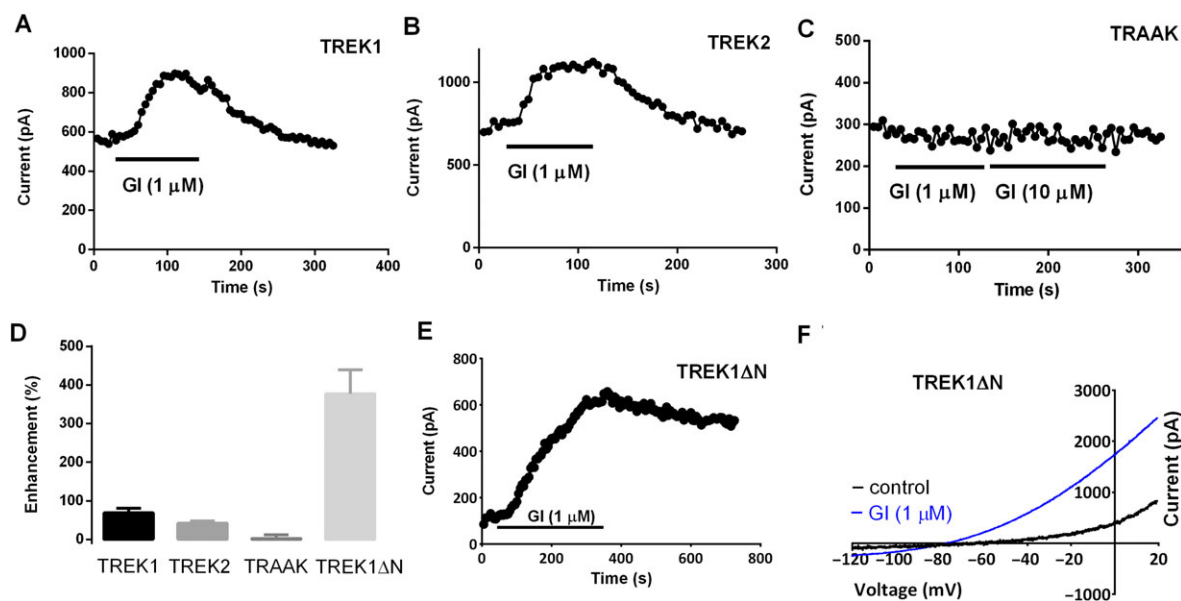 A
TREK1
Current (pA)
1000
800
600
400
200
0
GI (1 μM)
0 100 200 300 400
Time (s)
B
TREK2
Current (pA)
1000
500
0
GI (1 μM)
0 100 200 300
Time (s)
C
TRAAK
Current (pA)
500
400
300
200
100
0
GI (1 μM) GI (10 μM)
0 100 200 300
Time (s)
D
Enhancement (%)
500
400
300
200
100
0
TREK1 TREK2 TRAAK TREK1ΔN
E
TREK1ΔN
Current (pA)
800
600
400
200
0
GI (1 μM)
0 200 400 600 800
Time (s)
F
TREK1ΔN
control
GI (1 μM)
3000
2000
1000
−1000
Current (pA)
−120 −100 −80 −60 −40 −20 20
Voltage (mV)